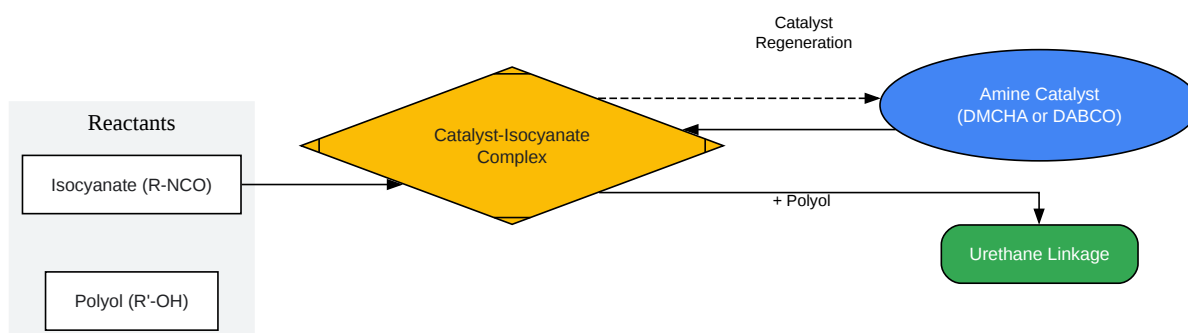 Catalyst
Regeneration
Amine Catalyst
(DMCHA or DABCO)
Reactants
Catalyst-Isocyanate
Complex
Isocyanate (R-NCO)
+ Polyol
Urethane Linkage
Polyol (R'-OH)